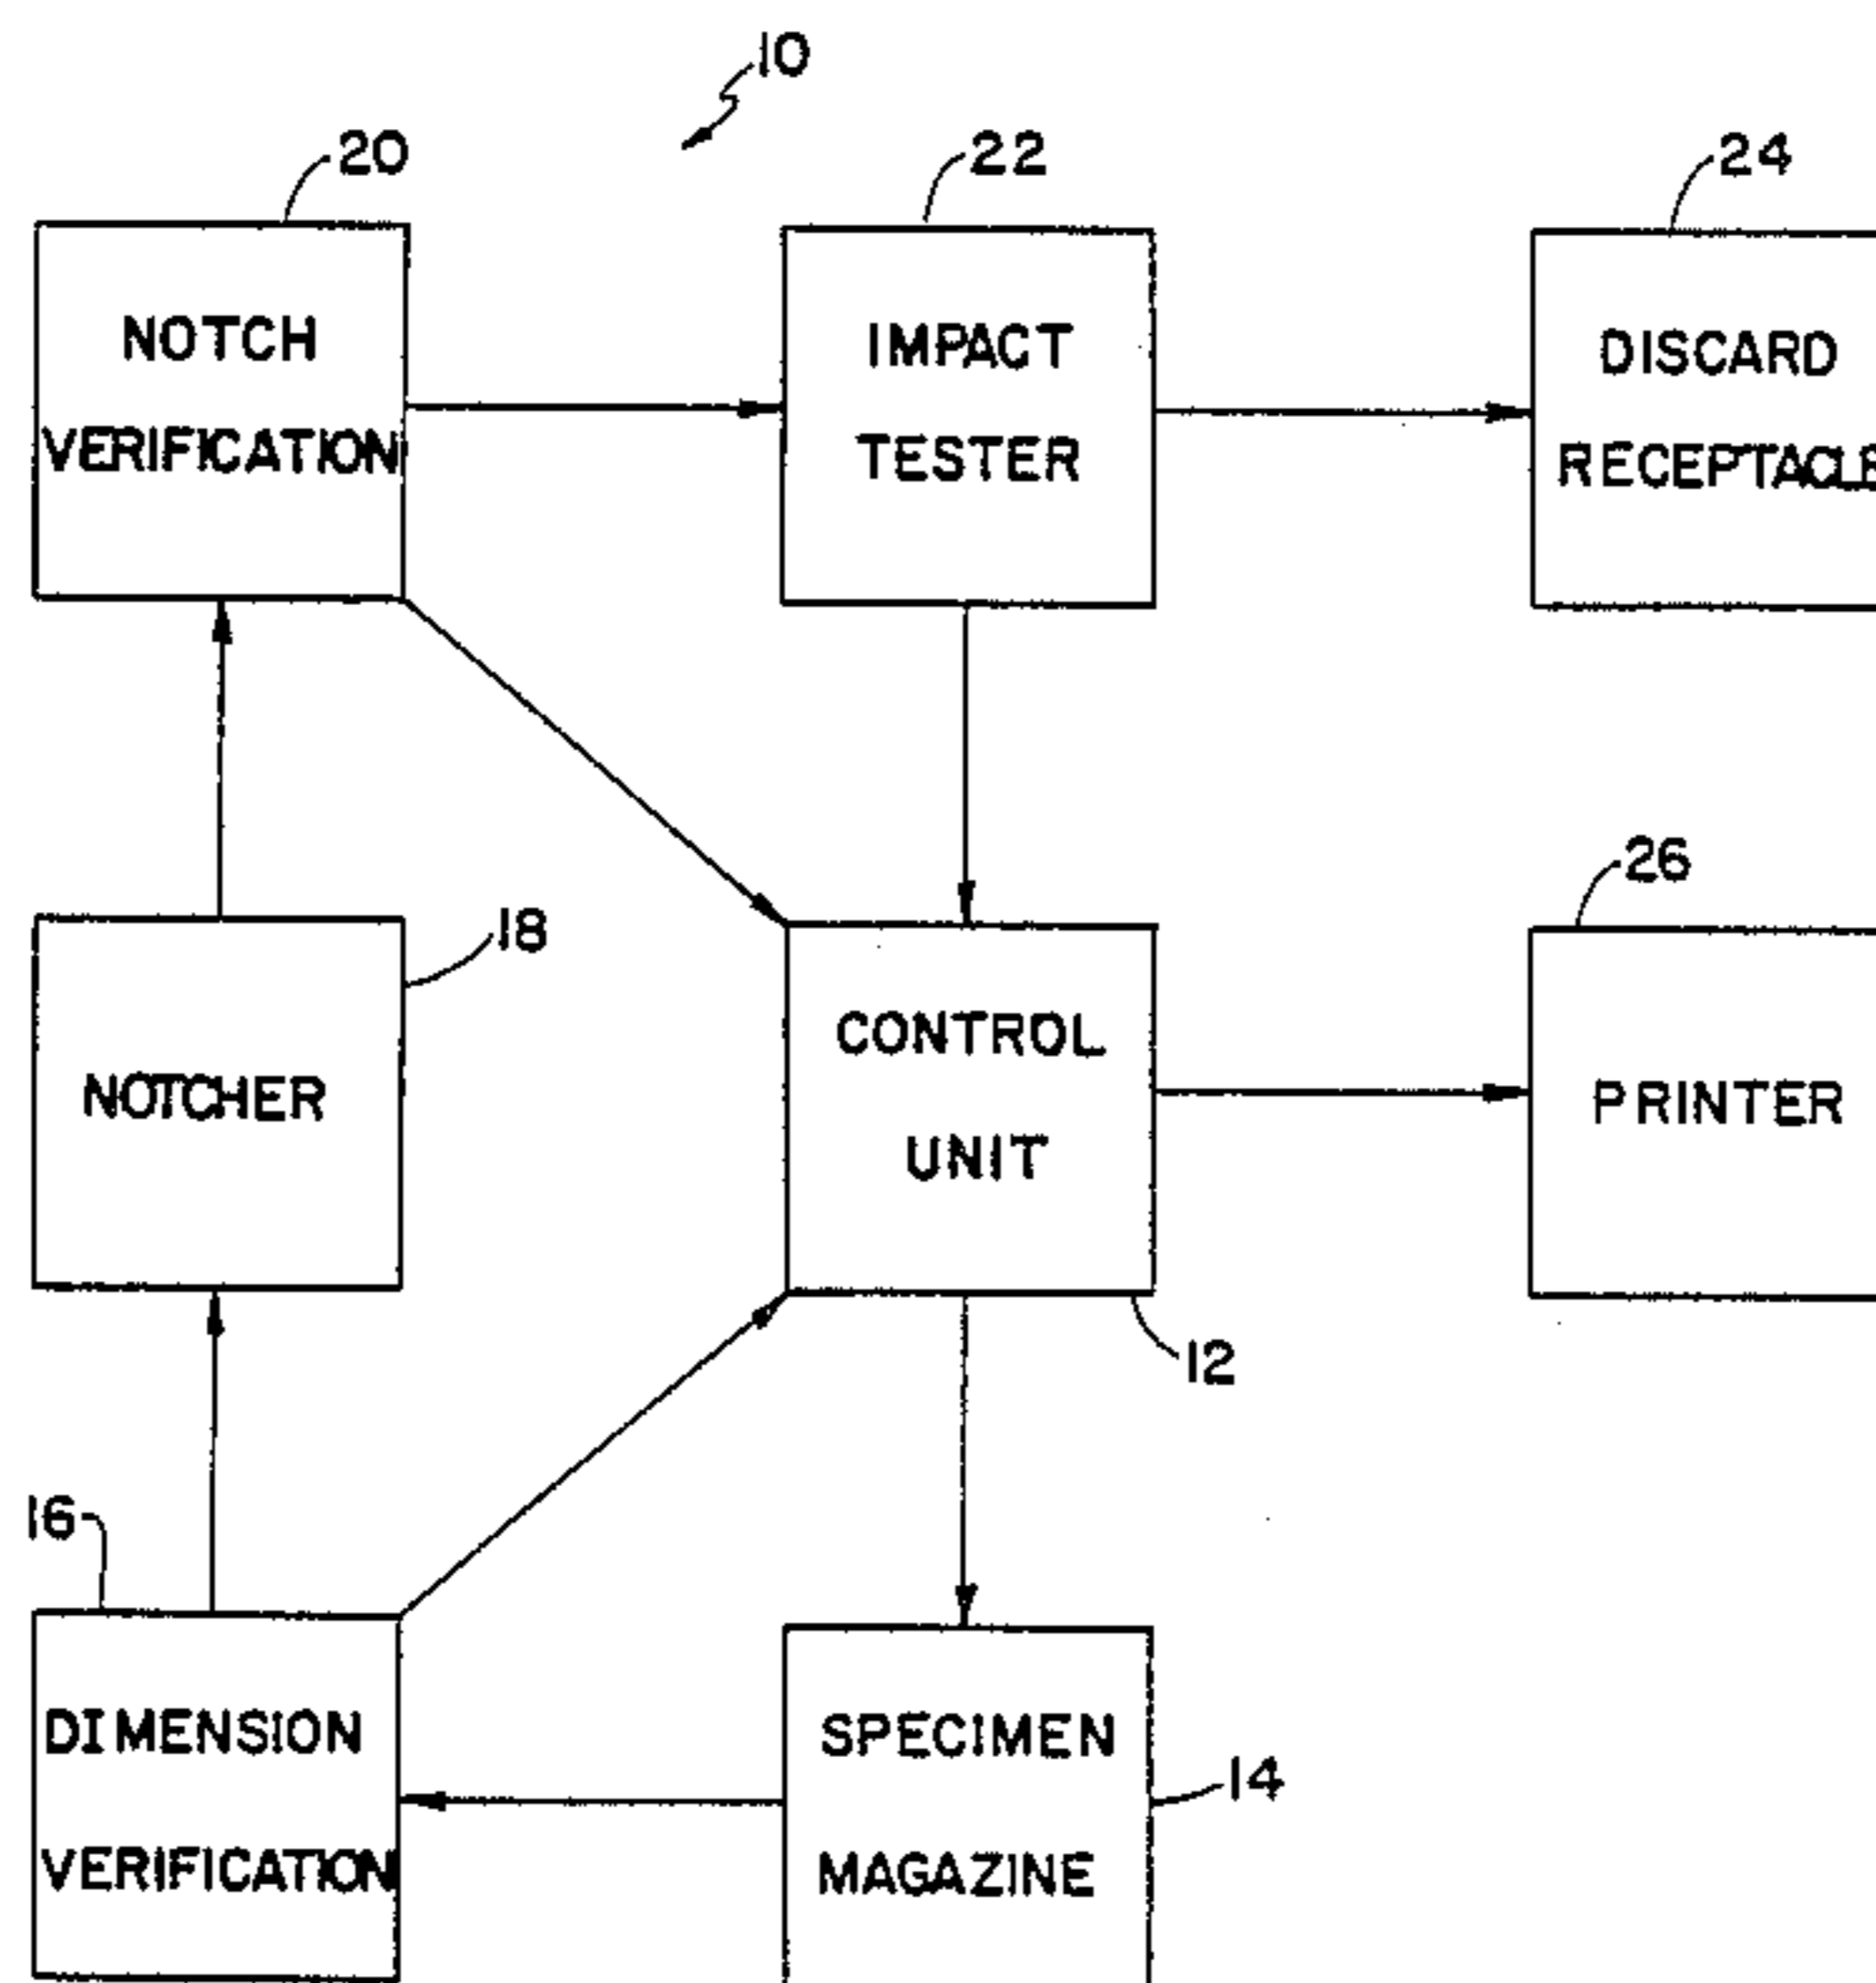 10
20
22
24
NOTCH
VERIFICATION
IMPACT
TESTER
DISCARD
RECEPTACLE
18
26
NOTCHER
CONTROL
UNIT
PRINTER
12
16
DIMENSION
VERIFICATION
SPECIMEN
MAGAZINE
14